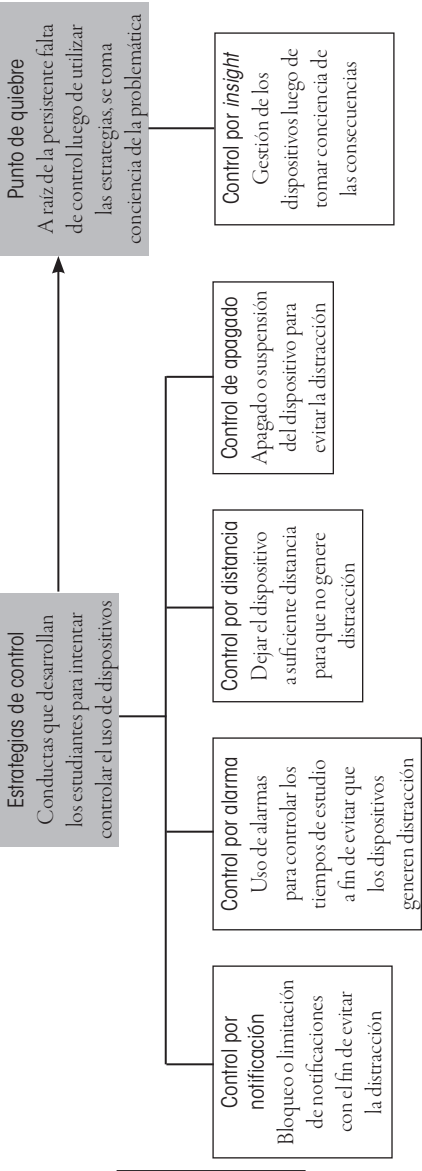 Estrategias de control
Conductas que desarrollan
los estudiantes para intentar
controlar el uso de dispositivos
Punto de quiebre
A raíz de la persistente falta
de control luego de utilizar
las estrategias, se toma
conciencia de la problemática
Control por
notificación
Bloqueo o limitación
de notificaciones
con el fin de evitar
la distracción
Control por alarma
Uso de alarmas
para controlar los
tiempos de estudio
a fin de evitar que
los dispositivos
generen distracción
Control por distancia
Dejar el dispositivo
a suficiente distancia
para que no genere
distracción
Control de apagado
Apagado o suspensión
del dispositivo para
evitar la distracción
Control por insight
Gestión de los
dispositivos luego de
tomar conciencia de
las consecuencias